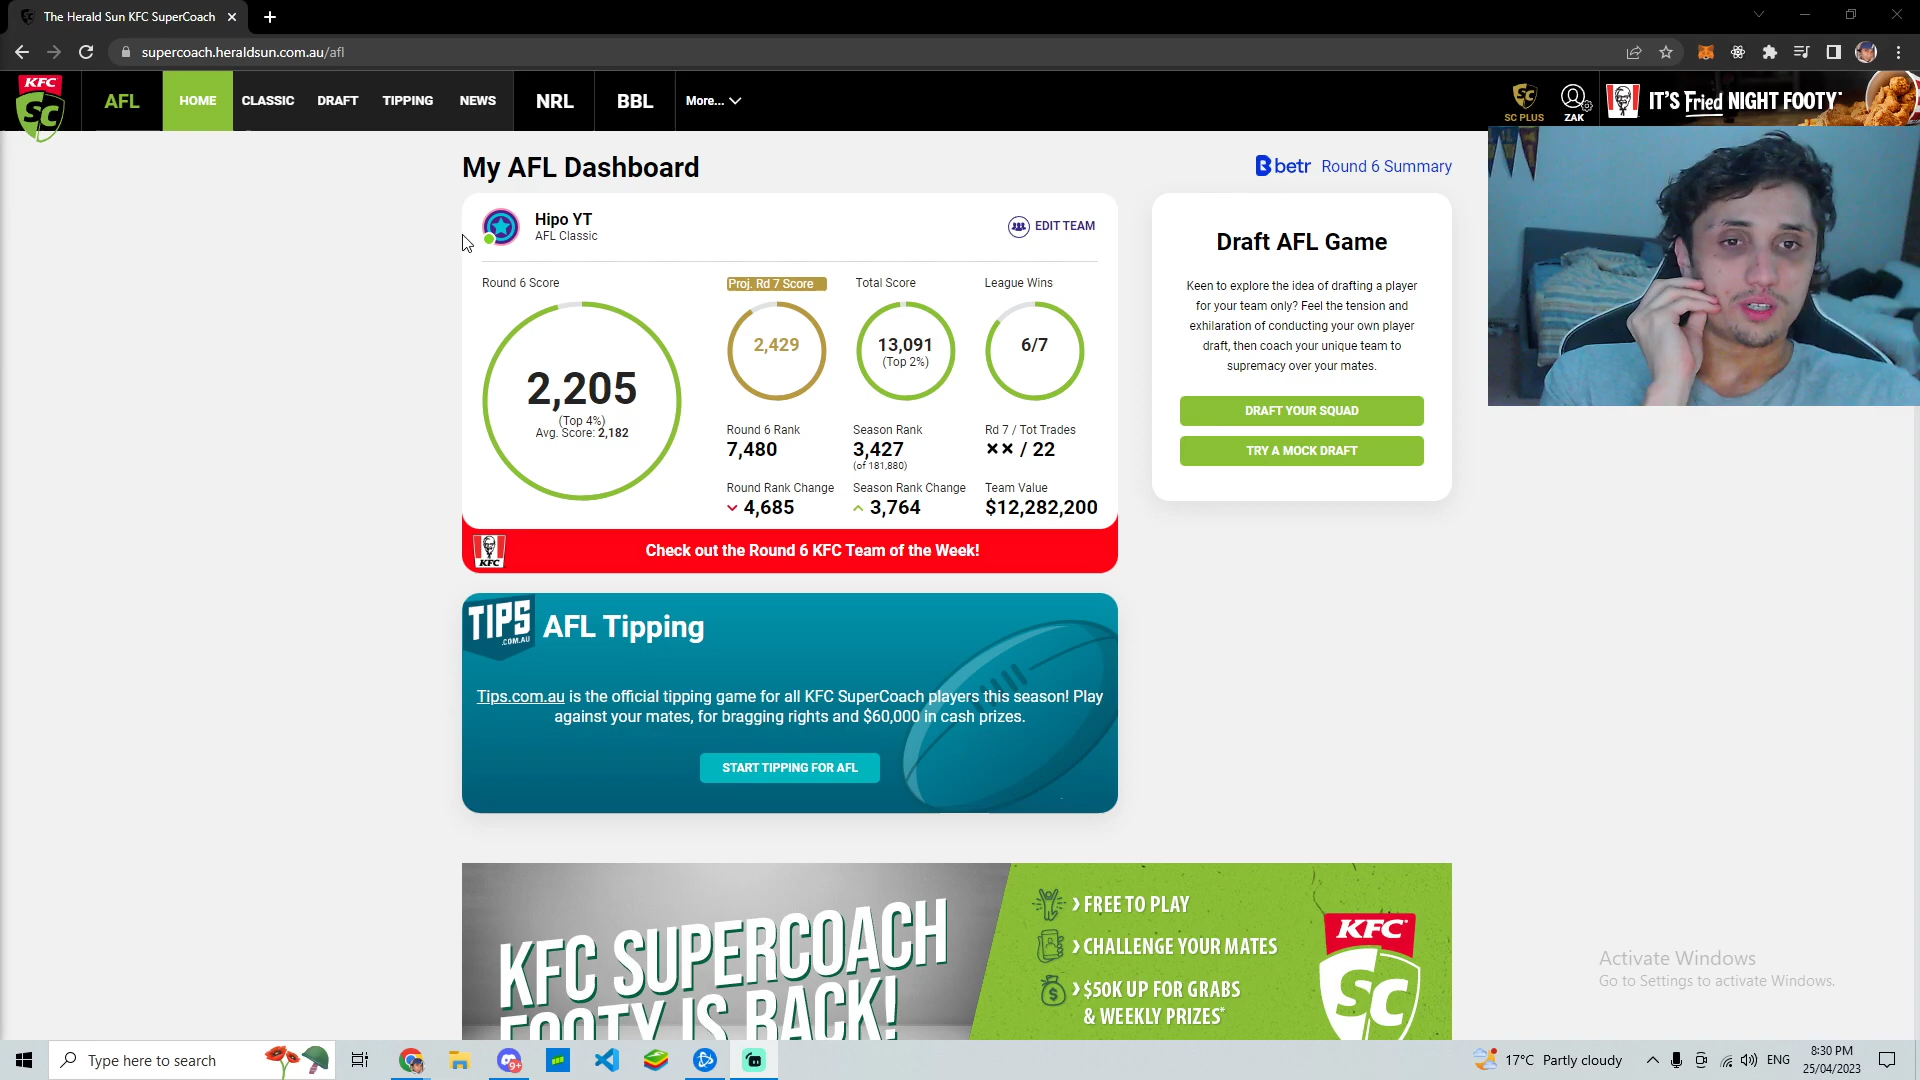 The Herald Sun KFC SuperCoach
supercoach.heraldsun.com.au/afl
KFC
SC
AFL
HOME
CLASSIC
DRAFT
TIPPING
NEWS
NRL
BBL
More...
SC PLUS
ZAK
IT'S Fried NIGHT FOOTY
My AFL Dashboard
betr Round 6 Summary
Hipo YT
AFL Classic
EDIT TEAM
Round 6 Score
2,205
(Top 4%)
Avg. Score: 2,182
Proj. Rd 7 Score
2,429
Total Score
13,091
(Top 2%)
League Wins
6/7
Round 6 Rank
7,480
Season Rank
3,427
(of 181,880)
Rd 7 / Tot Trades
×× / 22
Round Rank Change
4,685
Season Rank Change
3,764
Team Value
$12,282,200
KFC
Check out the Round 6 KFC Team of the Week!
Draft AFL Game
Keen to explore the idea of drafting a player
for your team only? Feel the tension and
exhilaration of conducting your own player
draft, then coach your unique team to
supremacy over your mates.
DRAFT YOUR SQUAD
TRY A MOCK DRAFT
TIPS
.COM.AU
AFL Tipping
Tips.com.au is the official tipping game for all KFC SuperCoach players this season! Play
against your mates, for bragging rights and $60,000 in cash prizes.
START TIPPING FOR AFL
KFC SUPERCOACH
FOOTY IS BACK!
› FREE TO PLAY
› CHALLENGE YOUR MATES
› $50K UP FOR GRABS
& WEEKLY PRIZES*
KFC
SC
Activate Windows
Go to Settings to activate Windows.
Type here to search
9+
17°C Partly cloudy
ENG
8:30 PM
25/04/2023